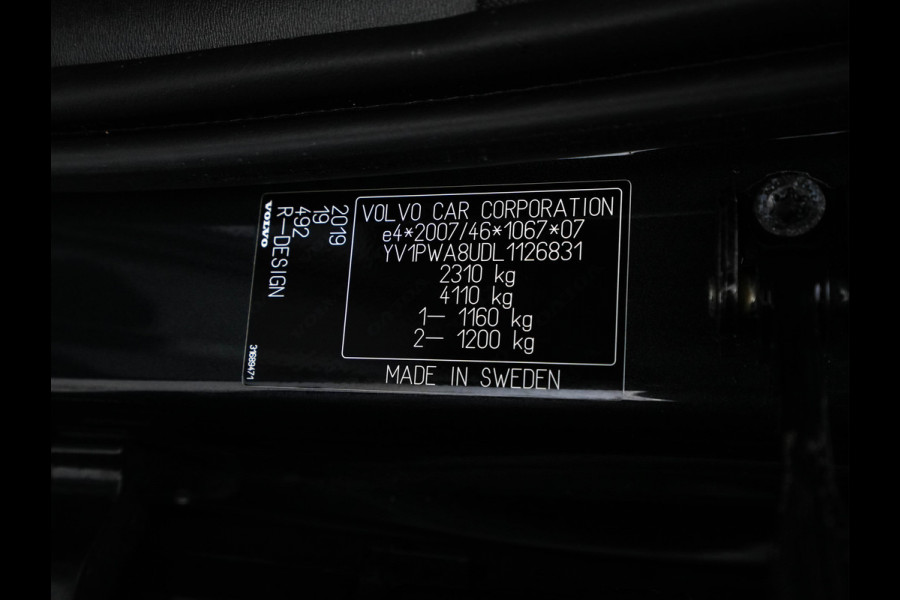 VOLVO CAR CORPORATION
e4*2007/46*1067*07
YV1PWA8UDL1126831
2310 kg
4110 kg
1— 1160 kg
2— 1200 kg
MADE IN SWEDEN
2019
19
492
R—DESIGN
VOLVO
31689471